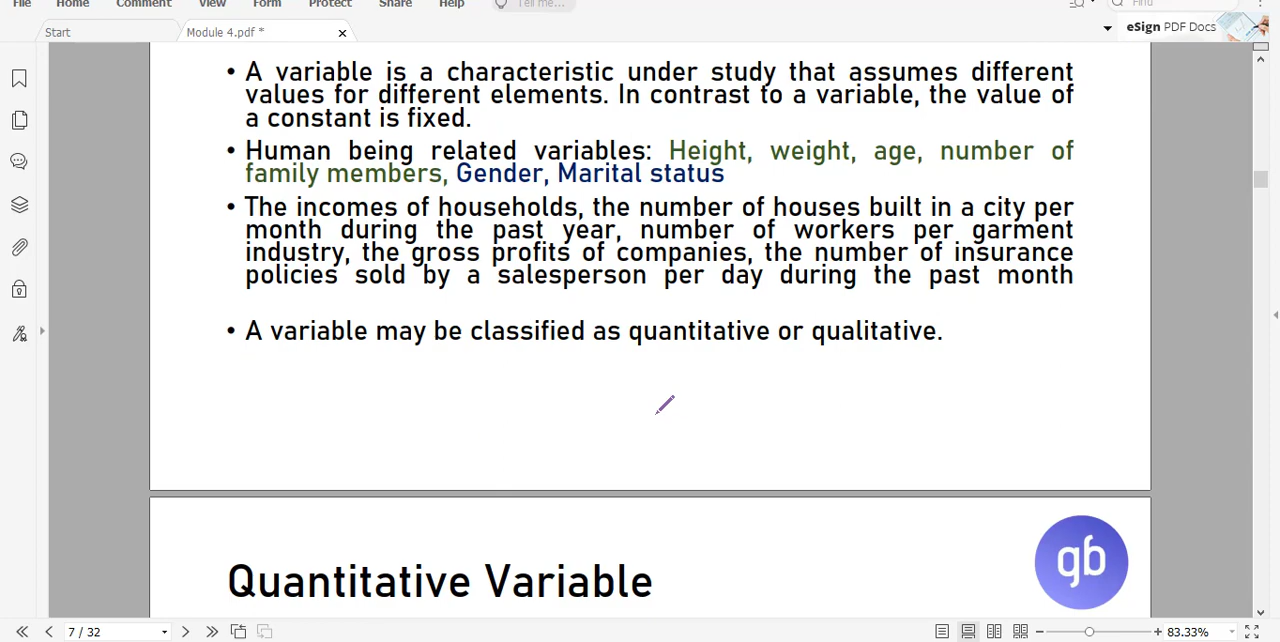 File Home Comment View Form Protect Share Help Tell me... Find
Start Module 4.pdf * eSign PDF Docs
• A variable is a characteristic under study that assumes different
values for different elements. In contrast to a variable, the value of
a constant is fixed.
• Human being related variables: Height, weight, age, number of
family members, Gender, Marital status
• The incomes of households, the number of houses built in a city per
month during the past year, number of workers per garment
industry, the gross profits of companies, the number of insurance
policies sold by a salesperson per day during the past month
• A variable may be classified as quantitative or qualitative.
Quantitative Variable
gb
7 / 32 83.33%